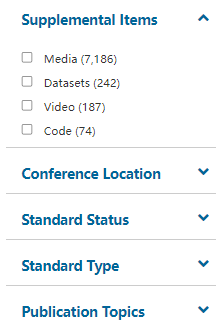 Supplemental Items
Media (7,186)
Datasets (242)
Video (187)
Code (74)
Conference Location
Standard Status
Standard Type
Publication Topics